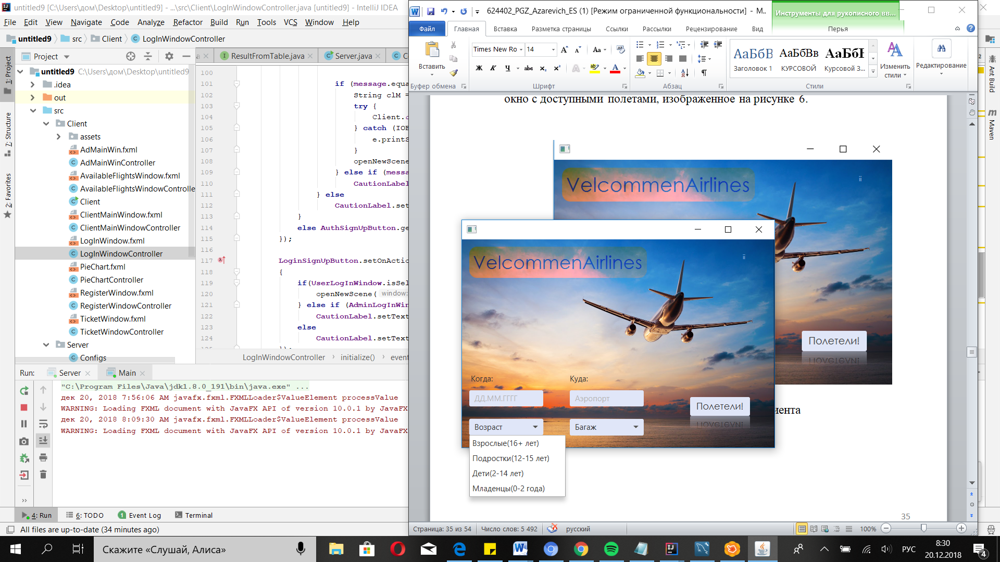 untitled9 [C:\Users\дом\Desktop\untitled9] - ...\src\Client\LogInWindowController.java [untitled9] - IntelliJ IDEA
File Edit View Navigate Code Analyze Refactor Build Run Tools VCS Window Help
untitled9 src Client LogInWindowController
Project
ResultFromTable.java Server.java
1: Project
7: Structure
2: Favorites
untitled9 C:\Users\дом\Desktop\untitled9
.idea
out
src
Client
assets
AdMainWin.fxml
AdMainWinController
AvailableFlightsWindow.fxml
AvailableFlightsWindowControlle
Client
ClientMainWindow.fxml
ClientMainWindowController
LogInWindow.fxml
LogInWindowController
PieChart.fxml
PieChartController
RegisterWindow.fxml
RegisterWindowController
TicketWindow.fxml
TicketWindowController
Server
Configs
100
101 if (message.equa
102 String clM =
103 try {
104 Client.
105 } catch (IOE
106 e.printS
107 }
108 openNewScene
109 } else if (messa
110 CautionLabel
111 } else
112 CautionLabel.set
113 }
114 else AuthSignUpButton.ge
115 });
116
117 LoginSignUpButton.setOnActio
118 {
119 if(UserLogInWindow.isSel
120 openNewScene( window:
121 } else if (AdminLogInWin
122 CautionLabel.setText
123 else
124 CautionLabel.setText
LogInWindowController initialize() event
Run: Server Main
"C:\Program Files\Java\jdk1.8.0_191\bin\java.exe" ...
дек 20, 2018 7:56:06 AM javafx.fxml.FXMLLoader$ValueElement processValue
WARNING: Loading FXML document with JavaFX API of version 10.0.1 by JavaFX
дек 20, 2018 8:09:30 AM javafx.fxml.FXMLLoader$ValueElement processValue
WARNING: Loading FXML document with JavaFX API of version 10.0.1 by JavaFX
4: Run 6: TODO Event Log Terminal
All files are up-to-date (34 minutes ago)
624402_PGZ_Azarevich_ES (1) [Режим ограниченной функциональности] - M...
Инструменты для рукописного вв...
Файл Главная Вставка Разметка страницы Ссылки Рассылки Рецензирование Вид Перья
Вставить
Times New Ro 14
Ж К Ч abc x₂ x²
АаБбВ АаБбВв АаБбІ
Заголовок 1 КУРСОВОЙ Курсовой З...
Изменить стили
Редактирование
Буфер обмена Шрифт Абзац Стили
окно с доступными полетами, изображенное на рисунке 6.
VelcommenAirlines
ii
Полетели!
VelcommenAirlines
ii
Когда: Куда:
ДД.ММ.ГГГГ Аэропорт
Полетели!
Возраст Багаж
Взрослые(16+ лет)
Подростки(12-15 лет)
Дети(2-14 лет)
Младенцы(0-2 года)
иента
35
Страница: 35 из 54 Число слов: 5 492 русский 100%
Ant Build
Maven
Скажите «Слушай, Алиса»
РУС
8:30
20.12.2018
4